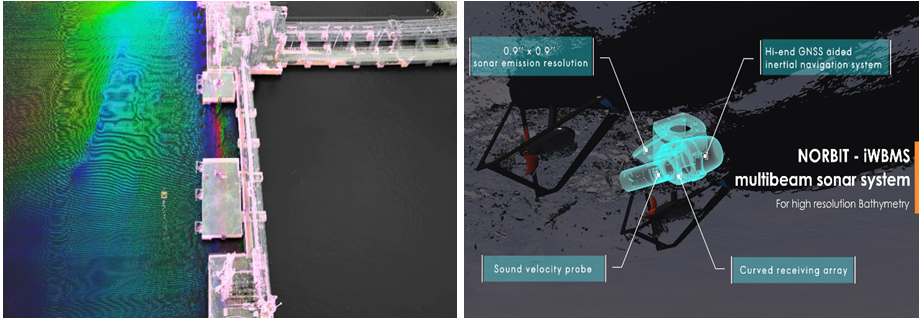 0.9" x 0.9"
sonar emission resolution
Hi-end GNSS aided
inertial navigation system
NORBIT - iWBMS
multibeam sonar system
For high resolution Bathymetry
Sound velocity probe
Curved receiving array